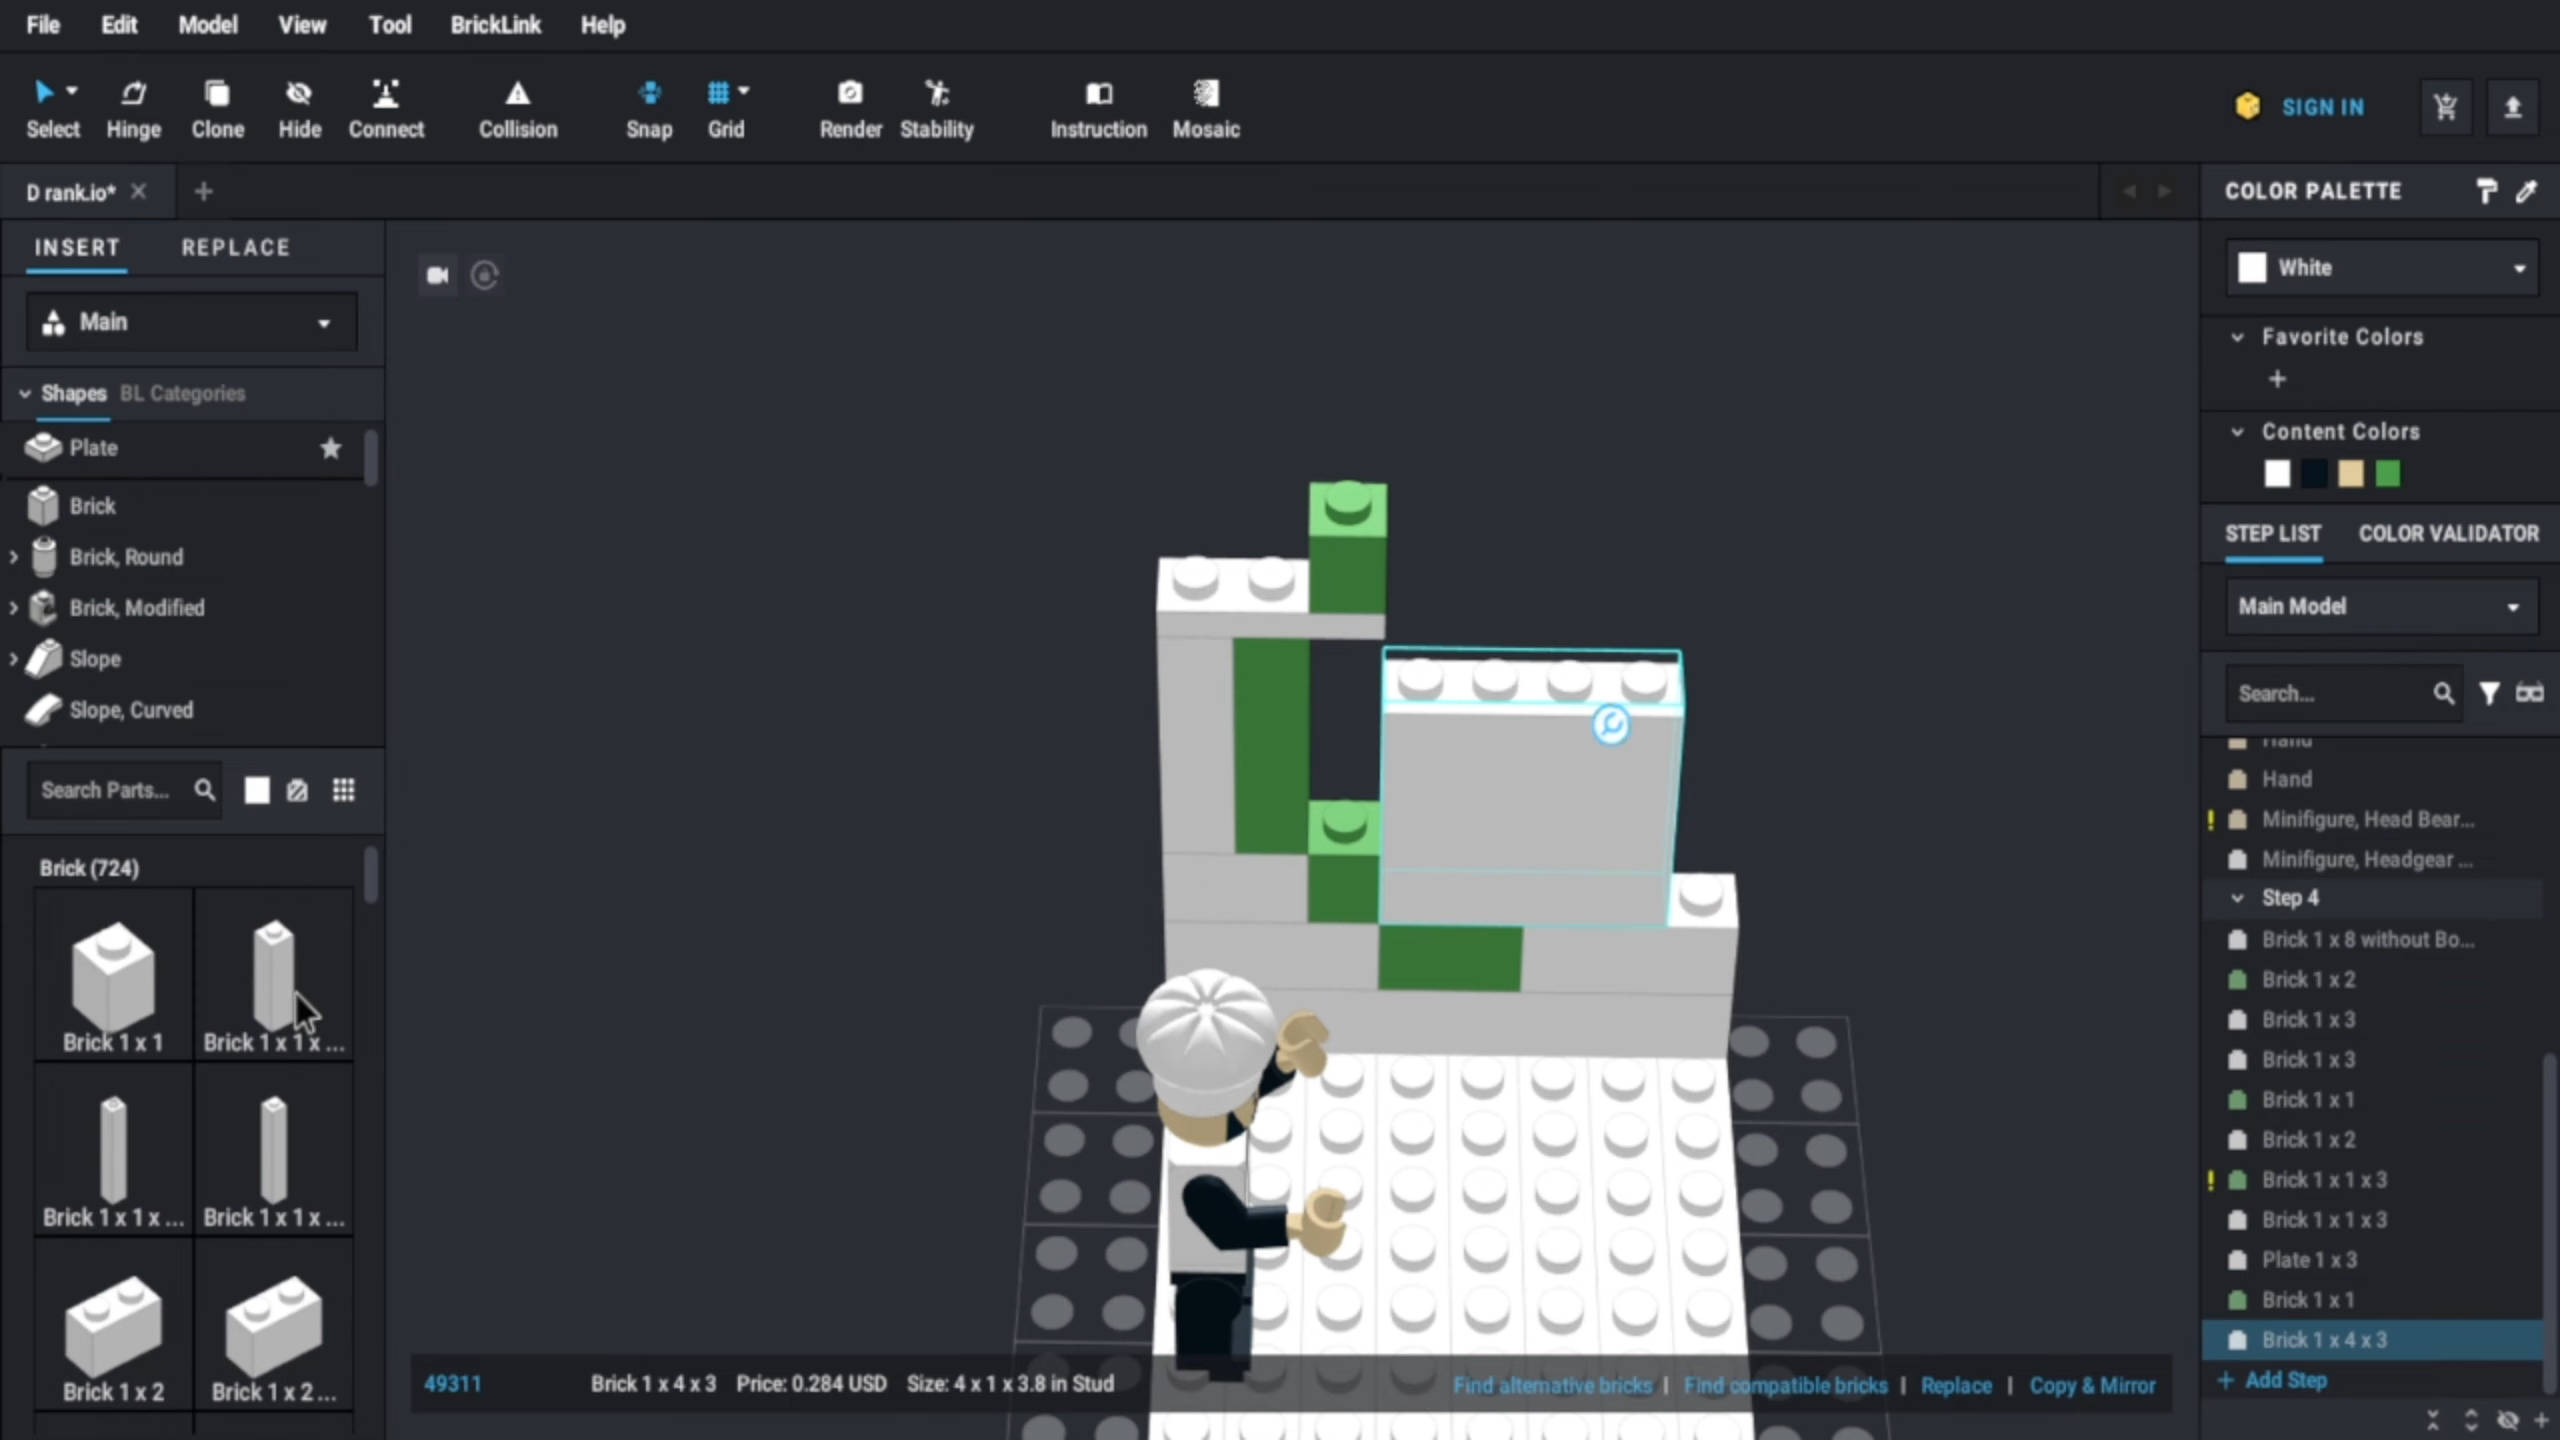 File Edit Model View Tool BrickLink Help
Select Hinge Clone Hide Connect Collision Snap Grid Render Stability Instruction Mosaic SIGN IN
D rank.io*
INSERT REPLACE
Main
Shapes BL Categories
Plate
Brick
Brick, Round
Brick, Modified
Slope
Slope, Curved
Search Parts...
Brick (724)
Brick 1 x 1 Brick 1 x 1 x ...
Brick 1 x 1 x ... Brick 1 x 1 x ...
Brick 1 x 2 Brick 1 x 2 ...
49311 Brick 1 x 4 x 3 Price: 0.284 USD Size: 4 x 1 x 3.8 in Stud Find alternative bricks | Find compatible bricks | Replace | Copy & Mirror
COLOR PALETTE
White
Favorite Colors
Content Colors
STEP LIST COLOR VALIDATOR
Main Model
Search...
Hand
Hand
Minifigure, Head Bear...
Minifigure, Headgear ...
Step 4
Brick 1 x 8 without Bo...
Brick 1 x 2
Brick 1 x 3
Brick 1 x 3
Brick 1 x 1
Brick 1 x 2
Brick 1 x 1 x 3
Brick 1 x 1 x 3
Plate 1 x 3
Brick 1 x 1
Brick 1 x 4 x 3
+ Add Step